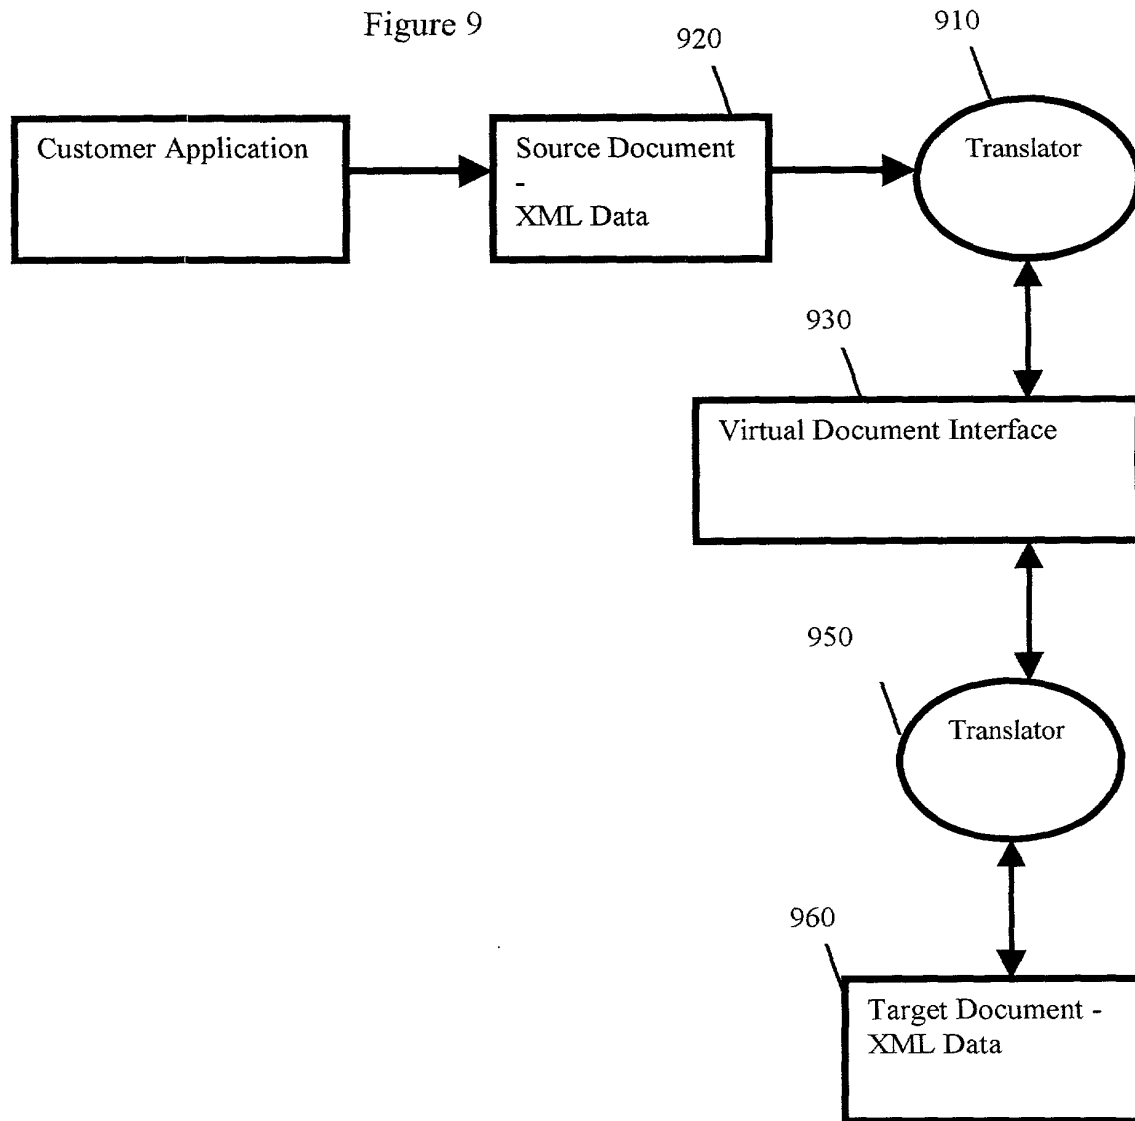 Figure 9
920
910
Customer Application
Source Document
-
XML Data
Translator
930
Virtual Document Interface
950
Translator
960
Target Document -
XML Data